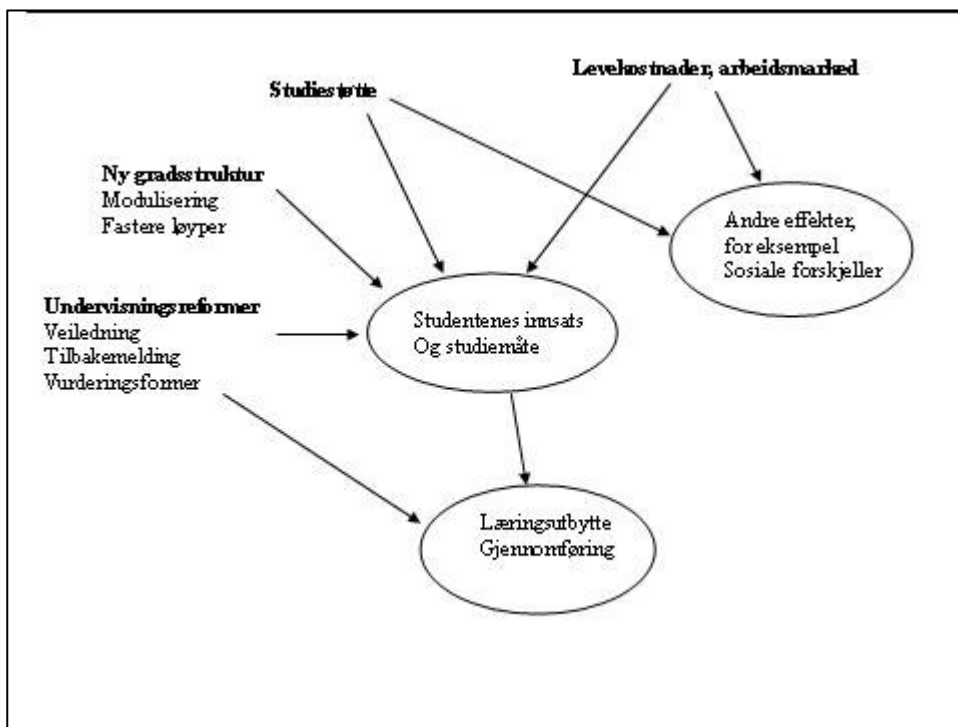 Levekostnader, arbeidsmarked
Studiestøtte
Ny gradsstruktur
Modulisering
Fastere løyper
Andre effekter,
for eksempel
Sosiale forskjeller
Undervisningsreformer
Veiledning
Tilbakemelding
Vurderingsformer
Studentenes innsats
Og studiemåte
Læringsutbytte
Gjennomføring